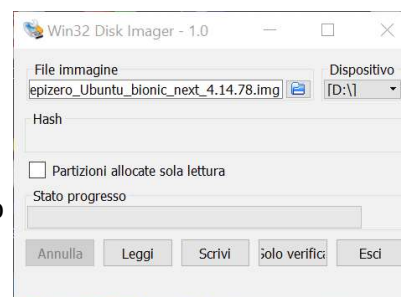 Win32 Disk Imager - 1.0
File immagine Dispositivo
epizero_Ubuntu_bionic_next_4.14.78.img [D:\]
Hash
Partizioni allocate sola lettura
Stato progresso
o
Annulla Leggi Scrivi Solo verifica Esci